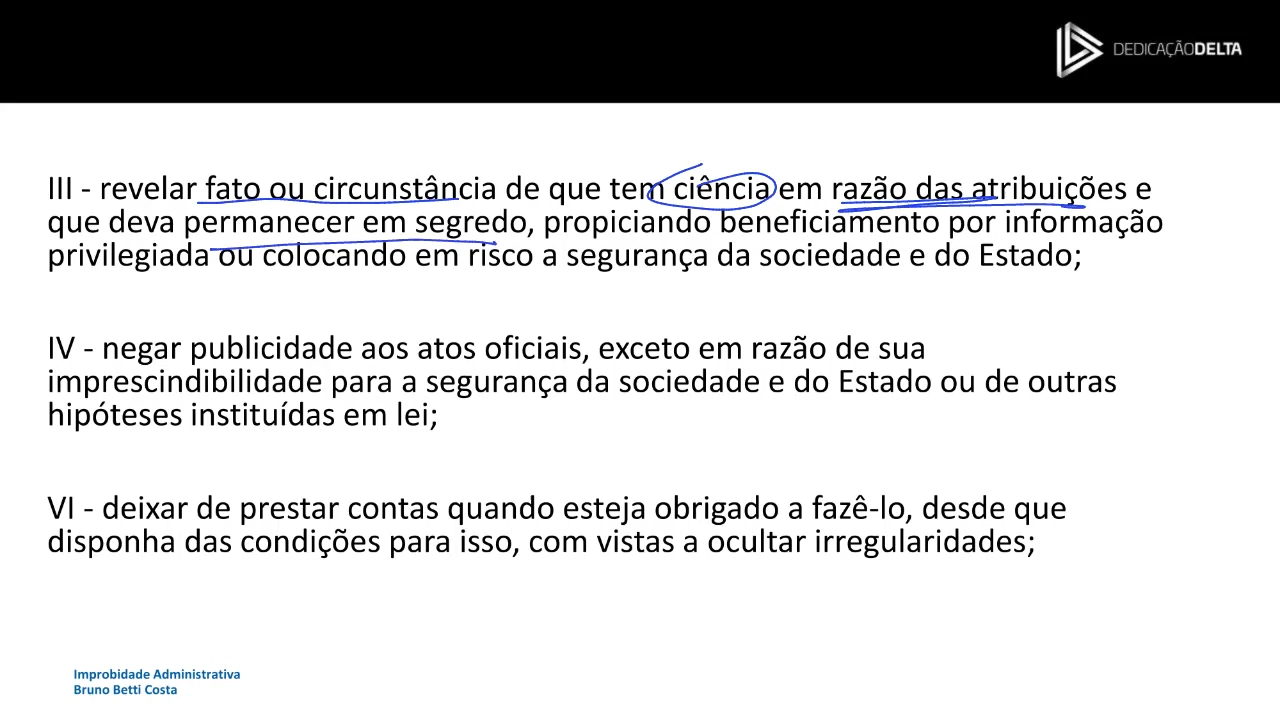 DEDICAÇÃODELTA
III - revelar fato ou circunstância de que tem ciência em razão das atribuições e
que deva permanecer em segredo, propiciando beneficiamento por informação
privilegiada ou colocando em risco a segurança da sociedade e do Estado;
IV - negar publicidade aos atos oficiais, exceto em razão de sua
imprescindibilidade para a segurança da sociedade e do Estado ou de outras
hipóteses instituídas em lei;
VI - deixar de prestar contas quando esteja obrigado a fazê-lo, desde que
disponha das condições para isso, com vistas a ocultar irregularidades;
Improbidade Administrativa
Bruno Betti Costa